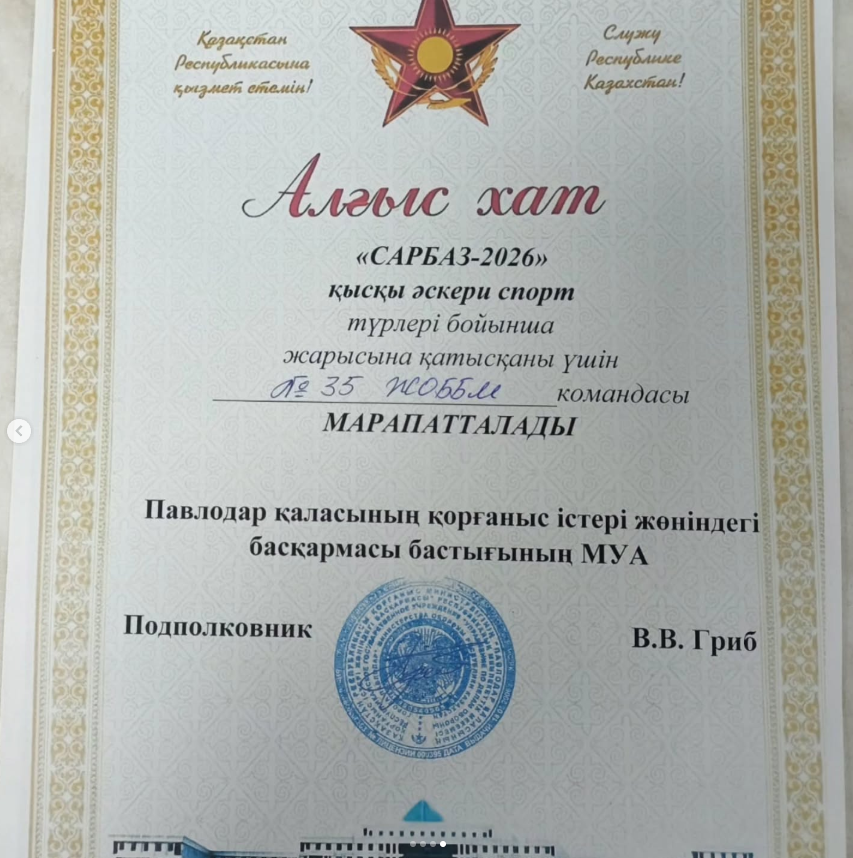 Қазақстан
Республикасына
қызмет етемін!
Служу
Республике
Казахстан!
Алғыс хат
«САРБАЗ-2026»
қысқы әскери спорт
түрлері бойынша
жарысына қатысқаны үшін
№ 35 ЖОББМ командасы
МАРАПАТТАЛАДЫ
Павлодар қаласының қорғаныс істері жөніндегі
басқармасы бастығының МУА
Подполковник
В.В. Гриб